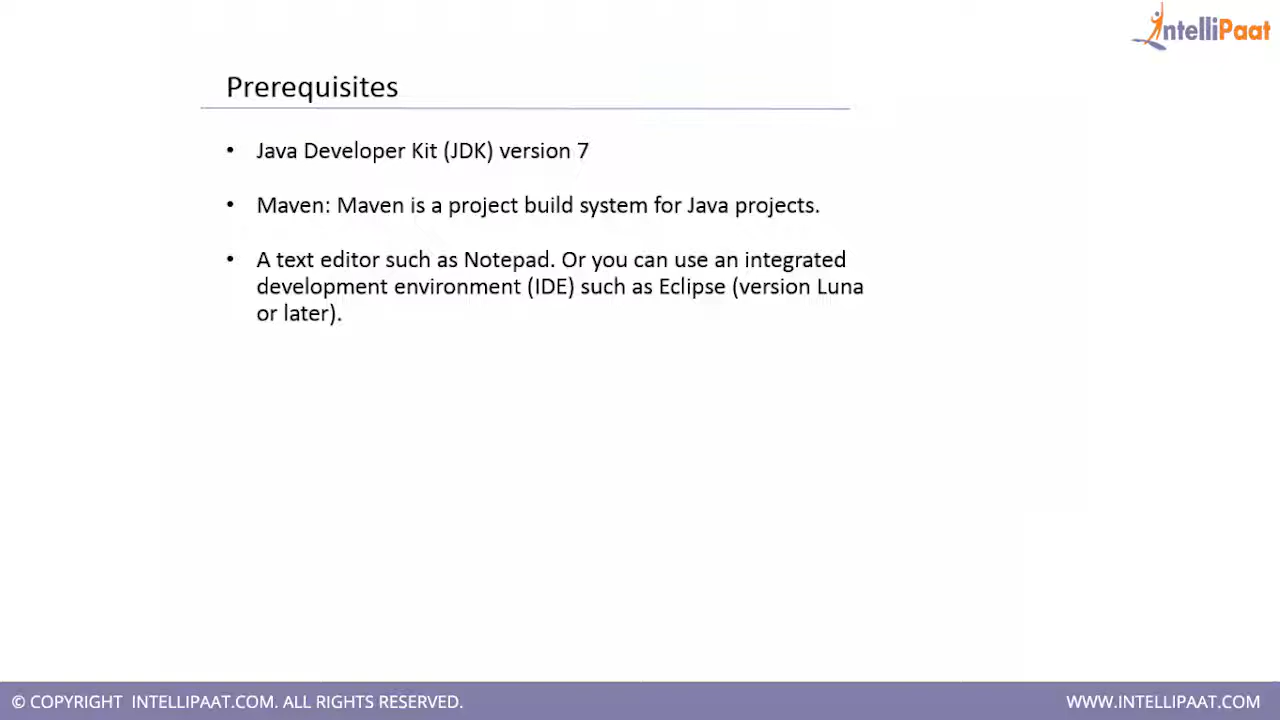 IntelliPaat
Prerequisites
• Java Developer Kit (JDK) version 7
• Maven: Maven is a project build system for Java projects.
• A text editor such as Notepad. Or you can use an integrated
development environment (IDE) such as Eclipse (version Luna
or later).
© COPYRIGHT INTELLIPAAT.COM. ALL RIGHTS RESERVED.
WWW.INTELLIPAAT.COM